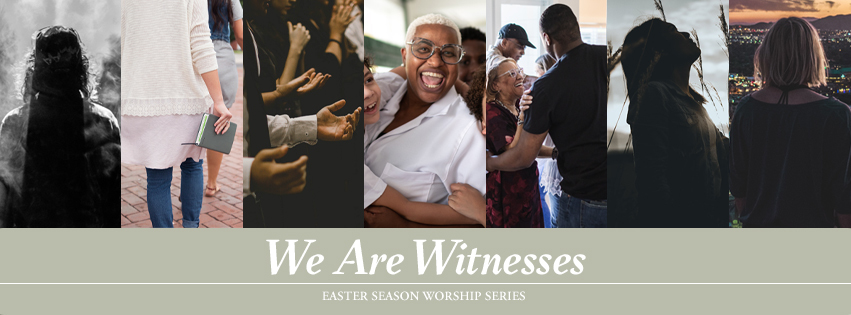 We Are Witnesses
EASTER SEASON WORSHIP SERIES